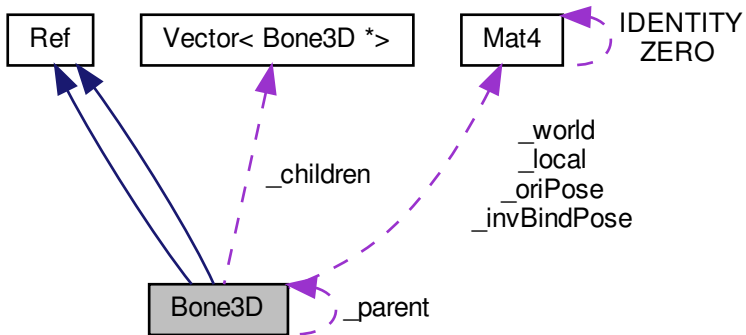 Ref
Vector< Bone3D *>
Mat4
IDENTITY
ZERO
_children
_world
_local
_oriPose
_invBindPose
Bone3D
_parent